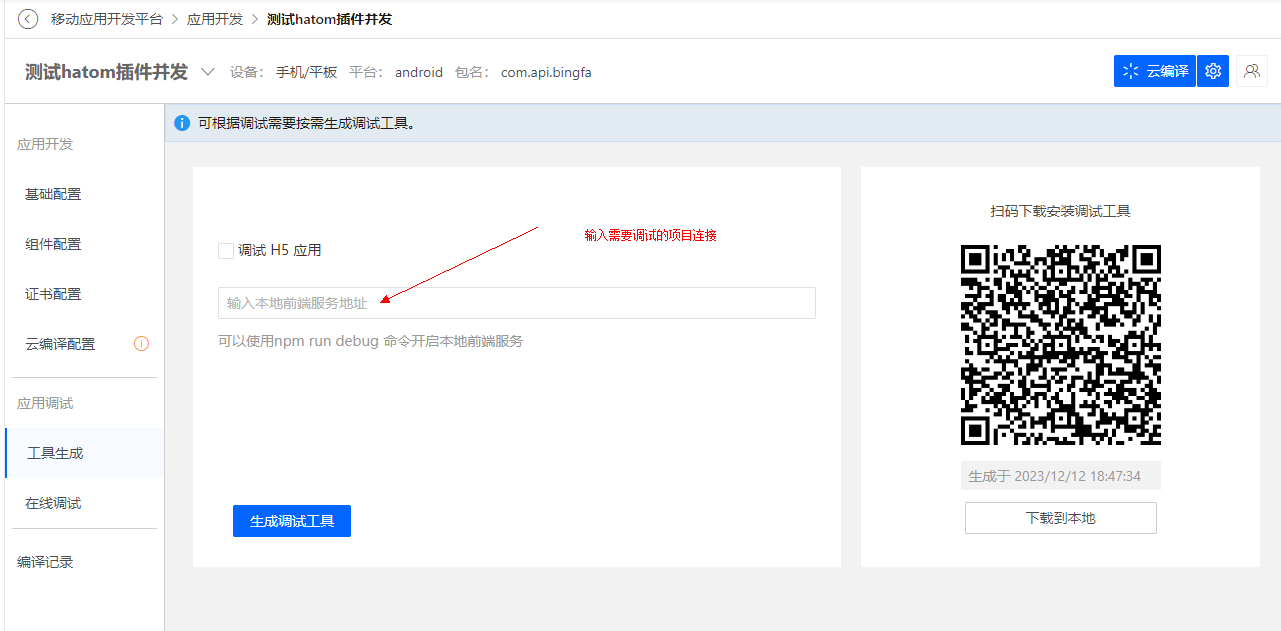 移动应用开发平台 > 应用开发 > 测试hatom插件并发
测试hatom插件并发 设备： 手机/平板 平台： android 包名： com.api.bingfa
云编译
应用开发
基础配置
组件配置
证书配置
云编译配置
应用调试
工具生成
在线调试
编译记录
可根据调试需要按需生成调试工具。
调试 H5 应用
输入需要调试的项目连接
输入本地前端服务地址
可以使用npm run debug 命令开启本地前端服务
生成调试工具
扫码下载安装调试工具
生成于 2023/12/12 18:47:34
下载到本地